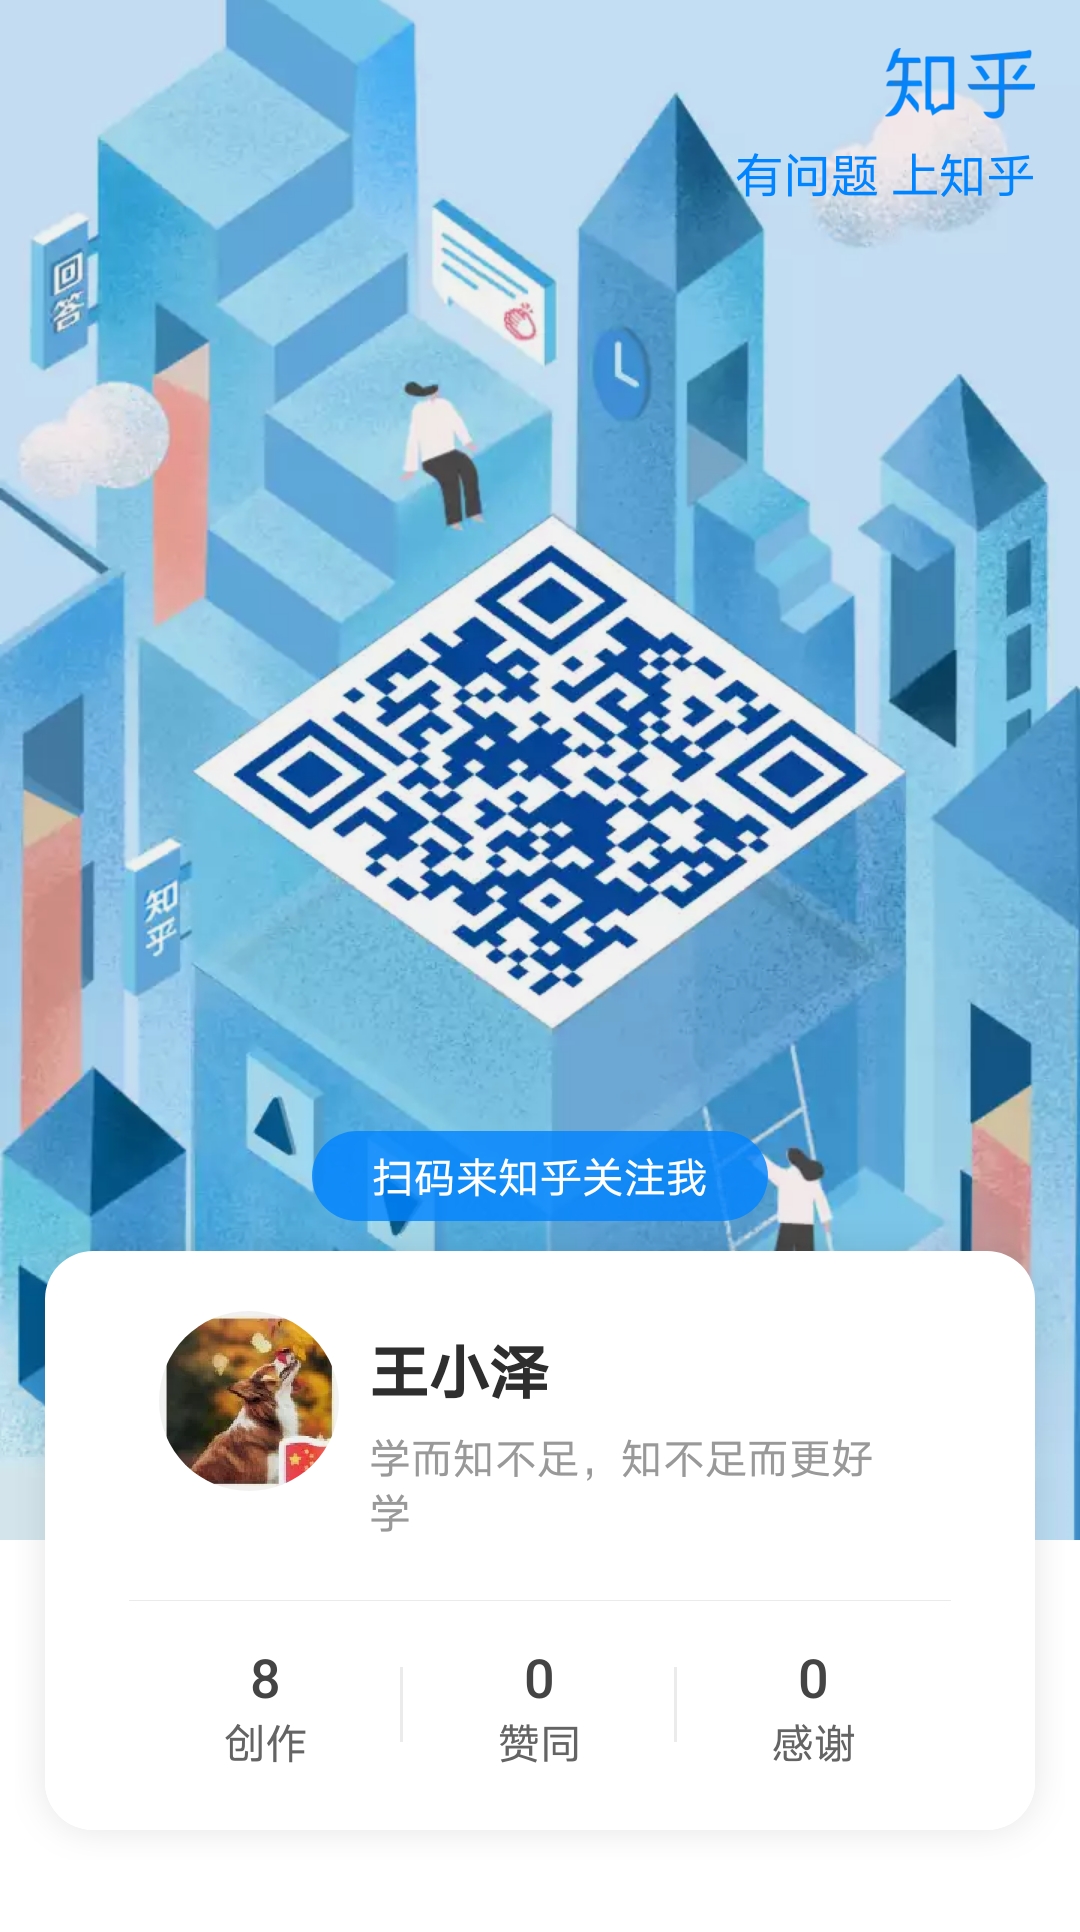 知乎
有问题 上知乎
回答
知乎
扫码来知乎关注我
王小泽
学而知不足，知不足而更好
学
8
0
0
创作
赞同
感谢